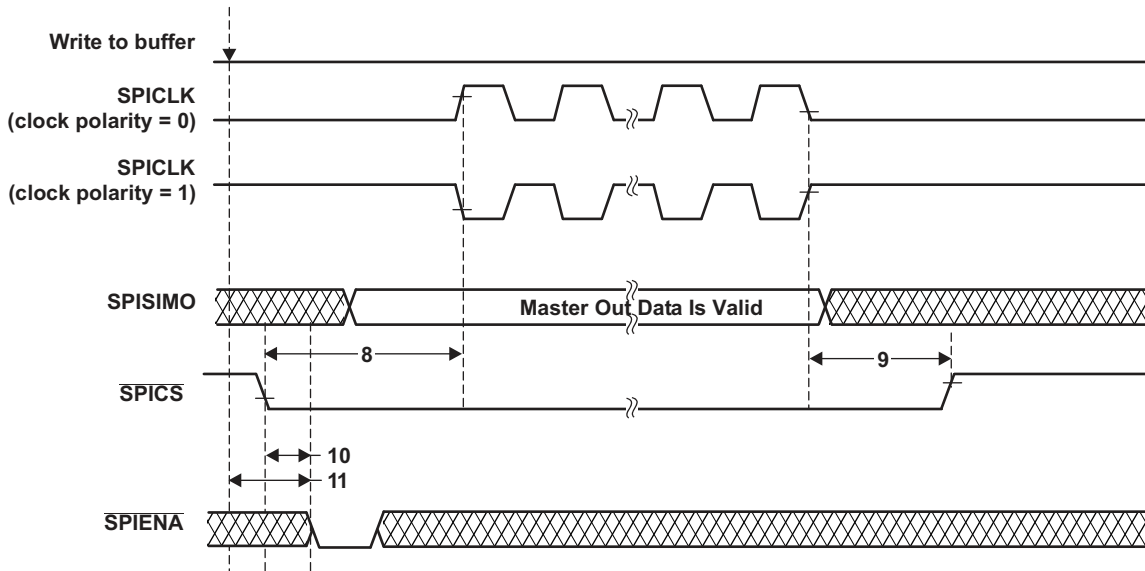 Write to buffer
SPICLK
(clock polarity = 0)
SPICLK
(clock polarity = 1)
SPISIMO
Master Out Data Is Valid
8
9
SPICS
10
11
SPIENA